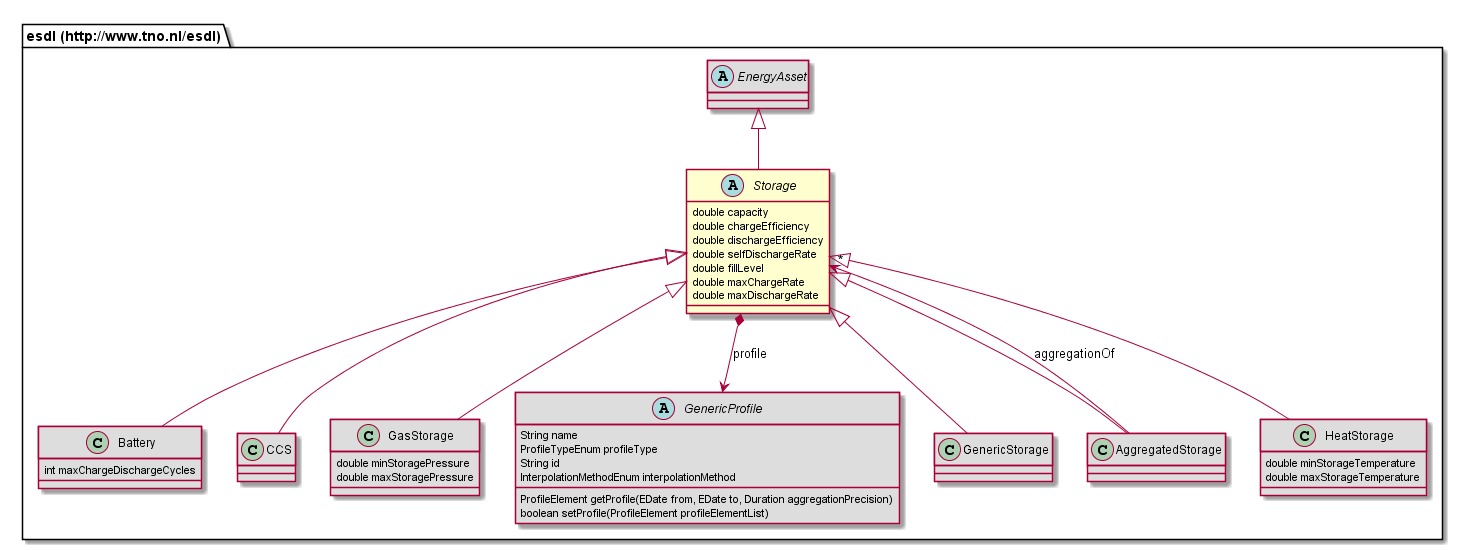 esdl (http://www.tno.nl/esdl)
A EnergyAsset
A Storage
double capacity
double chargeEfficiency
double dischargeEfficiency
double selfDischargeRate
double fillLevel
double maxChargeRate
double maxDischargeRate
*
profile
aggregationOf
C Battery
int maxChargeDischargeCycles
C CCS
C GasStorage
double minStoragePressure
double maxStoragePressure
A GenericProfile
String name
ProfileTypeEnum profileType
String id
InterpolationMethodEnum interpolationMethod
ProfileElement getProfile(EDate from, EDate to, Duration aggregationPrecision)
boolean setProfile(ProfileElement profileElementList)
C GenericStorage
C AggregatedStorage
C HeatStorage
double minStorageTemperature
double maxStorageTemperature